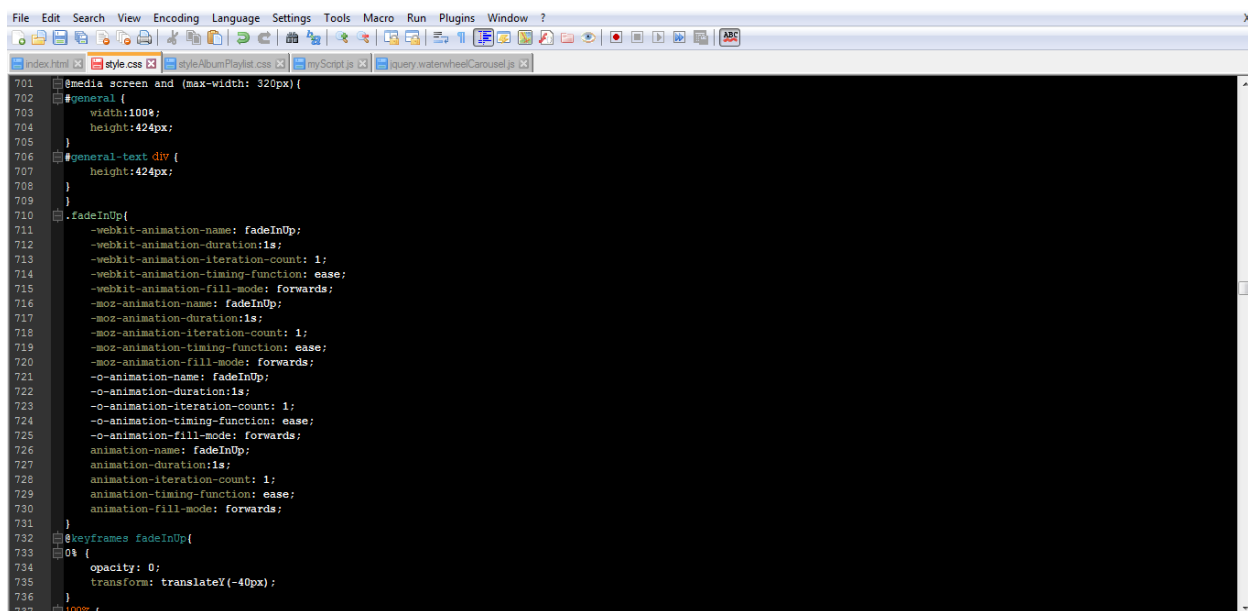 File Edit Search View Encoding Language Settings Tools Macro Run Plugins Window ? X
ABC
index.html style.css styleAlbumPlaylist.css myScript.js jquery.waterwheelCarousel.js
701 @media screen and (max-width: 320px){
702 #general {
703 width:100%;
704 height:424px;
705 }
706 #general-text div {
707 height:424px;
708 }
709 }
710 .fadeInUp{
711 -webkit-animation-name: fadeInUp;
712 -webkit-animation-duration:1s;
713 -webkit-animation-iteration-count: 1;
714 -webkit-animation-timing-function: ease;
715 -webkit-animation-fill-mode: forwards;
716 -moz-animation-name: fadeInUp;
717 -moz-animation-duration:1s;
718 -moz-animation-iteration-count: 1;
719 -moz-animation-timing-function: ease;
720 -moz-animation-fill-mode: forwards;
721 -o-animation-name: fadeInUp;
722 -o-animation-duration:1s;
723 -o-animation-iteration-count: 1;
724 -o-animation-timing-function: ease;
725 -o-animation-fill-mode: forwards;
726 animation-name: fadeInUp;
727 animation-duration:1s;
728 animation-iteration-count: 1;
729 animation-timing-function: ease;
730 animation-fill-mode: forwards;
731 }
732 @keyframes fadeInUp{
733 0% {
734 opacity: 0;
735 transform: translateY(-40px);
736 }
737 100% {